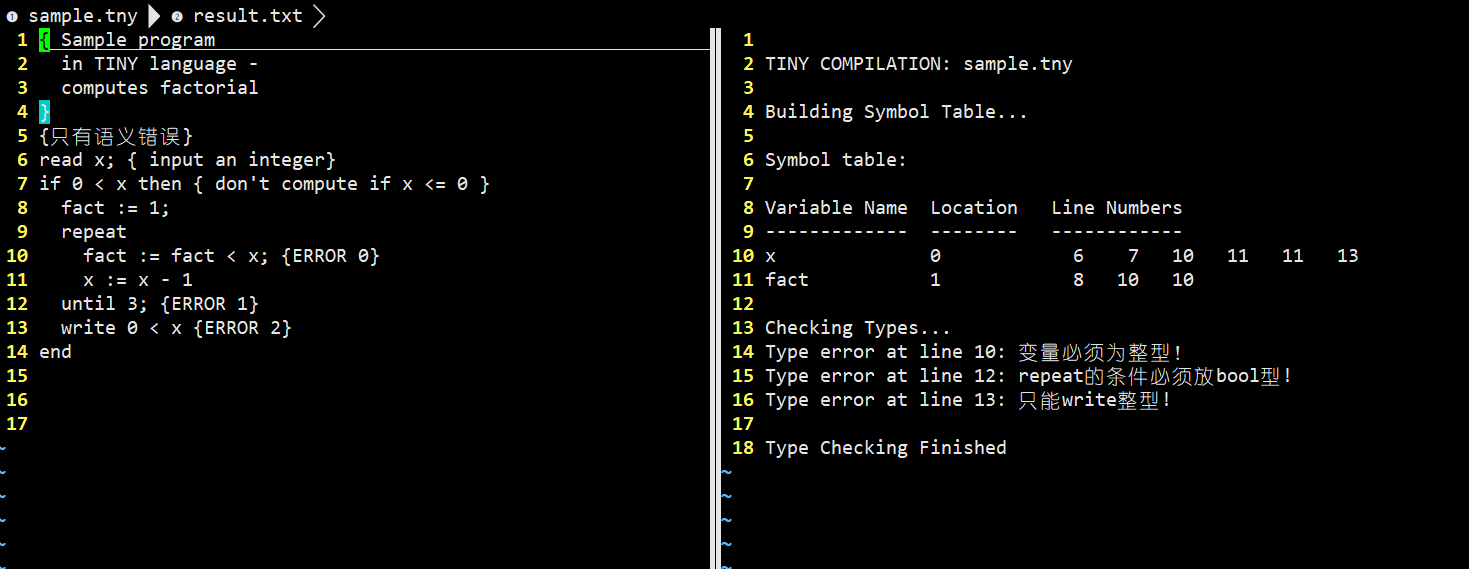 ❶ sample.tny ❷ result.txt
1 { Sample program
2   in TINY language -
3   computes factorial
4 }
5 {只有语义错误}
6 read x; { input an integer}
7 if 0 < x then { don't compute if x <= 0 }
8   fact := 1;
9   repeat
10     fact := fact < x; {ERROR 0}
11     x := x - 1
12   until 3; {ERROR 1}
13   write 0 < x {ERROR 2}
14 end
15
16
17
~
~
~
~
~
~
1
2 TINY COMPILATION: sample.tny
3
4 Building Symbol Table...
5
6 Symbol table:
7
8 Variable Name  Location   Line Numbers
9 -------------  --------   ------------
10 x              0            6    7   10   11   11   13
11 fact           1            8   10   10
12
13 Checking Types...
14 Type error at line 10: 变量必须为整型!
15 Type error at line 12: repeat的条件必须放bool型!
16 Type error at line 13: 只能write整型!
17
18 Type Checking Finished
~
~
~
~
~